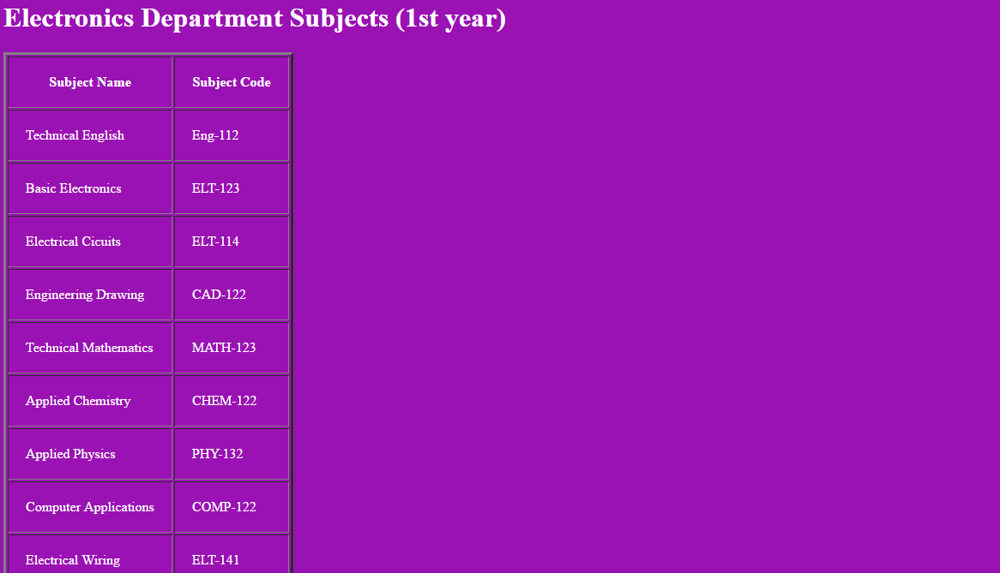 Electronics Department Subjects (1st year)
Subject Name Subject Code
Technical English Eng-112
Basic Electronics ELT-123
Electrical Cicuits ELT-114
Engineering Drawing CAD-122
Technical Mathematics MATH-123
Applied Chemistry CHEM-122
Applied Physics PHY-132
Computer Applications COMP-122
Electrical Wiring ELT-141